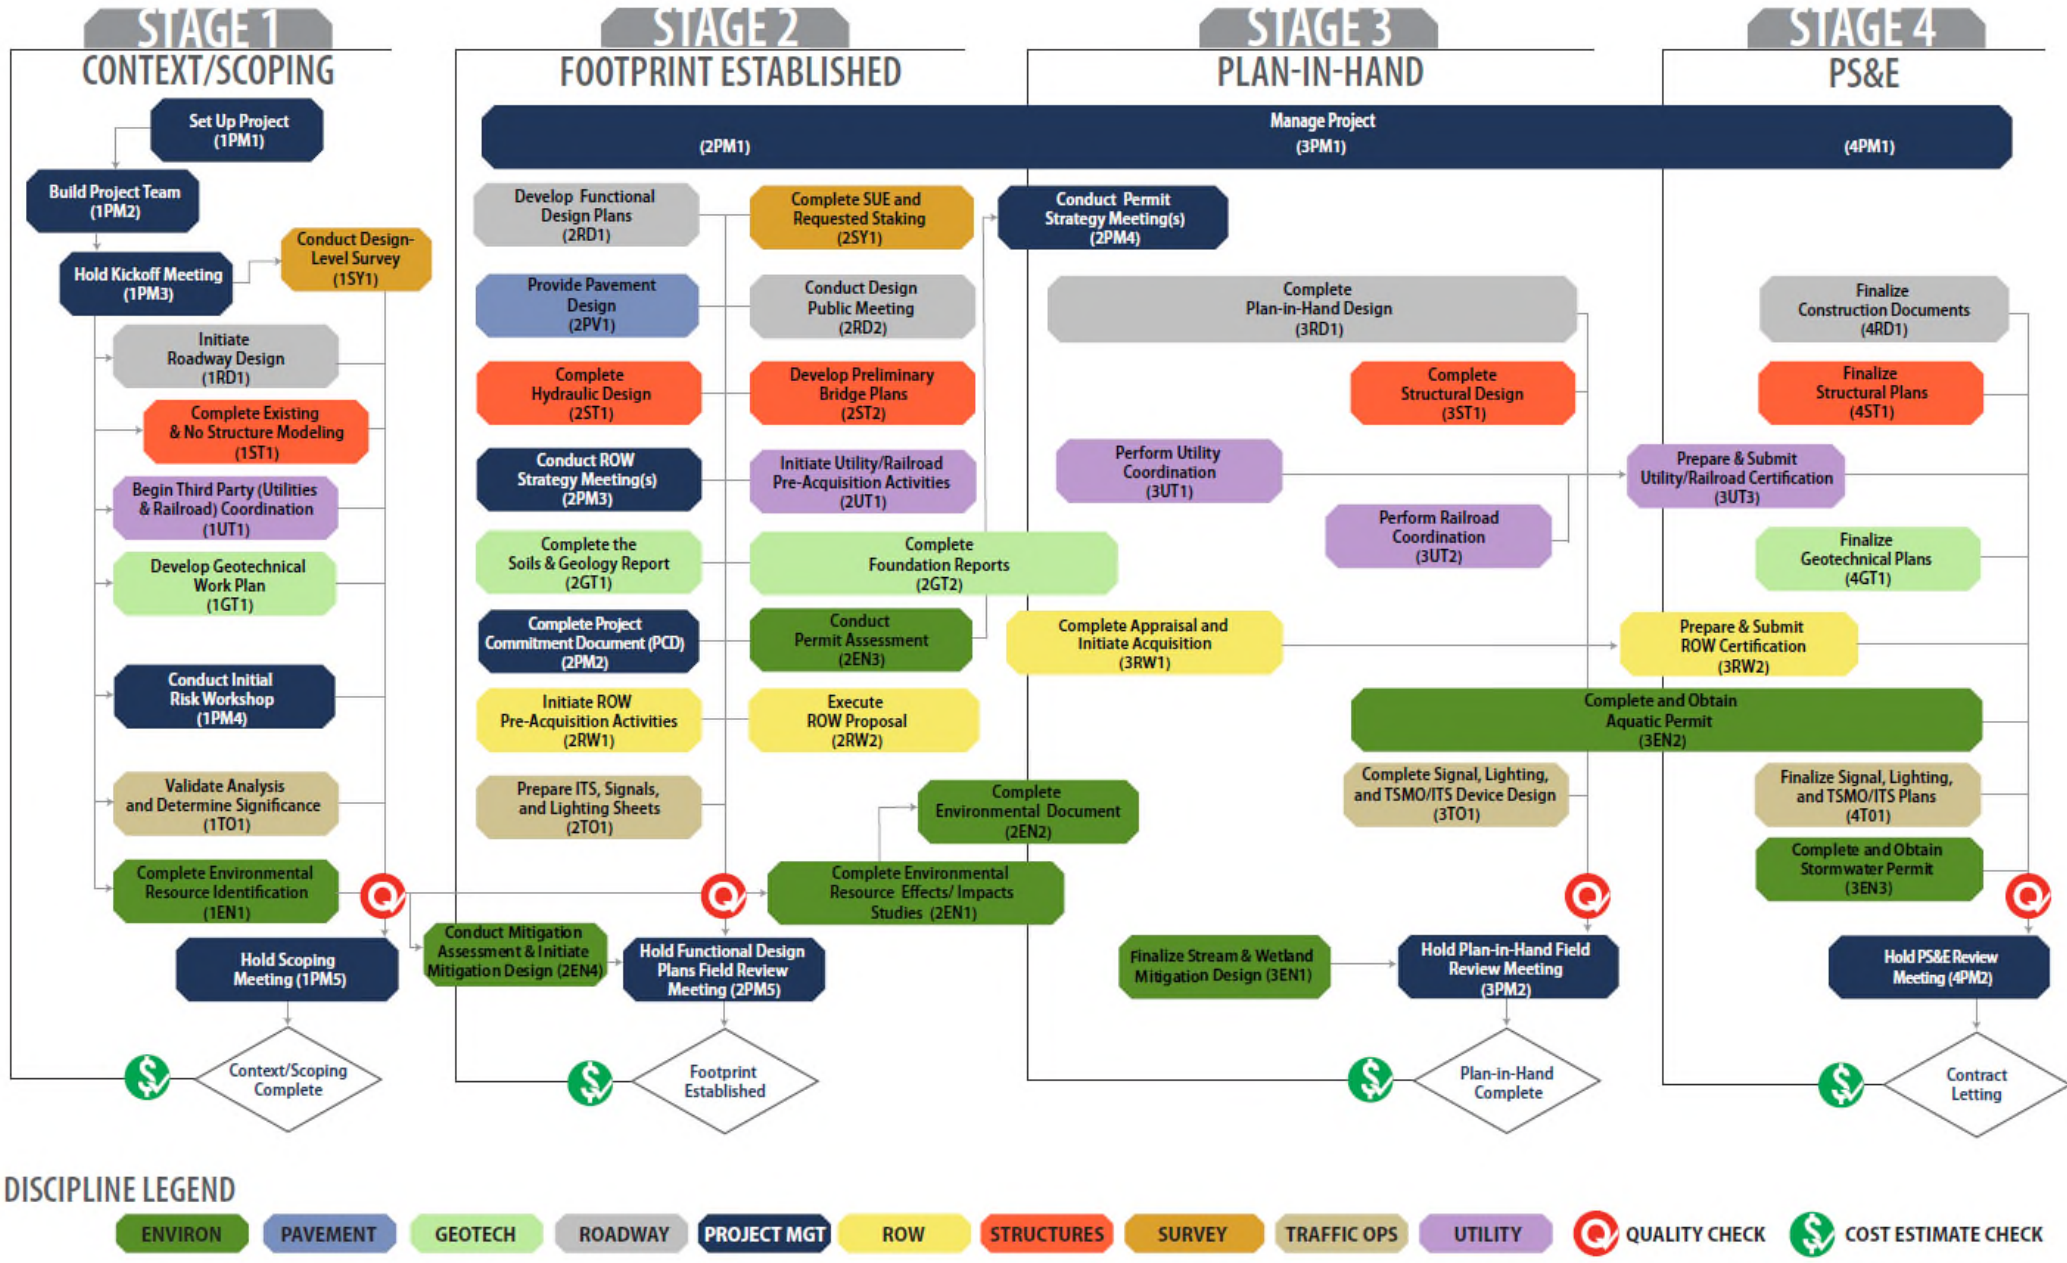 STAGE 1
CONTEXT/SCOPING
Set Up Project
(1PM1)
Build Project Team
(1PM2)
Hold Kickoff Meeting
(1PM3)
Conduct Design-
Level Survey
(1SY1)
Initiate
Roadway Design
(1RD1)
Complete Existing
& No Structure Modeling
(1ST1)
Begin Third Party (Utilities
& Railroad) Coordination
(1UT1)
Develop Geotechnical
Work Plan
(1GT1)
Conduct Initial
Risk Workshop
(1PM4)
Validate Analysis
and Determine Significance
(1TO1)
Complete Environmental
Resource Identification
(1EN1)
Hold Scoping
Meeting (1PM5)
Context/Scoping
Complete
STAGE 2
FOOTPRINT ESTABLISHED
Manage Project
(2PM1)
(3PM1)
(4PM1)
Develop Functional
Design Plans
(2RD1)
Complete SUE and
Requested Staking
(2SY1)
Conduct Permit
Strategy Meeting(s)
(2PM4)
Provide Pavement
Design
(2PV1)
Conduct Design
Public Meeting
(2RD2)
Complete
Hydraulic Design
(2ST1)
Develop Preliminary
Bridge Plans
(2ST2)
Conduct ROW
Strategy Meeting(s)
(2PM3)
Initiate Utility/Railroad
Pre-Acquisition Activities
(2UT1)
Complete the
Soils & Geology Report
(2GT1)
Complete
Foundation Reports
(2GT2)
Complete Project
Commitment Document (PCD)
(2PM2)
Conduct
Permit Assessment
(2EN3)
Initiate ROW
Pre-Acquisition Activities
(2RW1)
Execute
ROW Proposal
(2RW2)
Prepare ITS, Signals,
and Lighting Sheets
(2TO1)
Complete
Environmental Document
(2EN2)
Complete Environmental
Resource Effects/ Impacts
Studies (2EN1)
Conduct Mitigation
Assessment & Initiate
Mitigation Design (2EN4)
Hold Functional Design
Plans Field Review
Meeting (2PM5)
Footprint
Established
STAGE 3
PLAN-IN-HAND
Complete
Plan-in-Hand Design
(3RD1)
Complete
Structural Design
(3ST1)
Perform Utility
Coordination
(3UT1)
Perform Railroad
Coordination
(3UT2)
Complete Appraisal and
Initiate Acquisition
(3RW1)
Complete and Obtain
Aquatic Permit
(3EN2)
Complete Signal, Lighting,
and TSMO/ITS Device Design
(3TO1)
Finalize Stream & Wetland
Mitigation Design (3EN1)
Hold Plan-in-Hand Field
Review Meeting
(3PM2)
Plan-in-Hand
Complete
STAGE 4
PS&E
Finalize
Construction Documents
(4RD1)
Finalize
Structural Plans
(4ST1)
Prepare & Submit
Utility/Railroad Certification
(3UT3)
Finalize
Geotechnical Plans
(4GT1)
Prepare & Submit
ROW Certification
(3RW2)
Finalize Signal, Lighting,
and TSMO/ITS Plans
(4T01)
Complete and Obtain
Stormwater Permit
(3EN3)
Hold PS&E Review
Meeting (4PM2)
Contract
Letting
DISCIPLINE LEGEND
ENVIRON
PAVEMENT
GEOTECH
ROADWAY
PROJECT MGT
ROW
STRUCTURES
SURVEY
TRAFFIC OPS
UTILITY
QUALITY CHECK
COST ESTIMATE CHECK